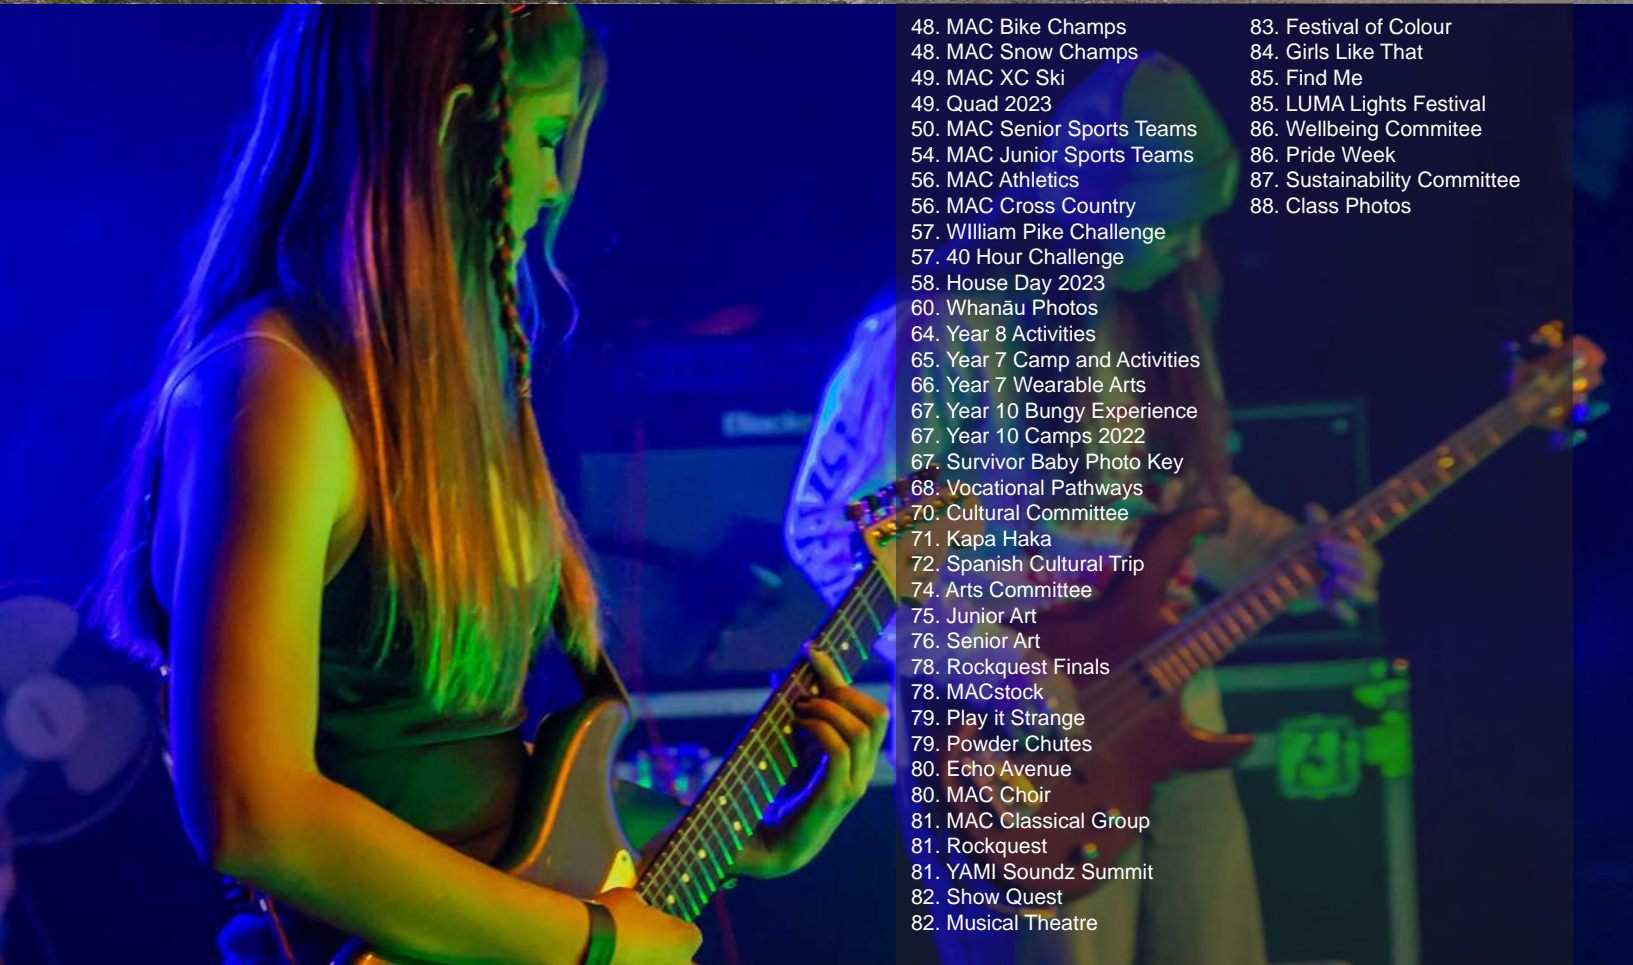 48. MAC Bike Champs
48. MAC Snow Champs
49. MAC XC Ski
49. Quad 2023
50. MAC Senior Sports Teams
54. MAC Junior Sports Teams
56. MAC Athletics
56. MAC Cross Country
57. WIlliam Pike Challenge
57. 40 Hour Challenge
58. House Day 2023
60. Whanāu Photos
64. Year 8 Activities
65. Year 7 Camp and Activities
66. Year 7 Wearable Arts
67. Year 10 Bungy Experience
67. Year 10 Camps 2022
67. Survivor Baby Photo Key
68. Vocational Pathways
70. Cultural Committee
71. Kapa Haka
72. Spanish Cultural Trip
74. Arts Committee
75. Junior Art
76. Senior Art
78. Rockquest Finals
78. MACstock
79. Play it Strange
79. Powder Chutes
80. Echo Avenue
80. MAC Choir
81. MAC Classical Group
81. Rockquest
81. YAMI Soundz Summit
82. Show Quest
82. Musical Theatre
83. Festival of Colour
84. Girls Like That
85. Find Me
85. LUMA Lights Festival
86. Wellbeing Commitee
86. Pride Week
87. Sustainability Committee
88. Class Photos